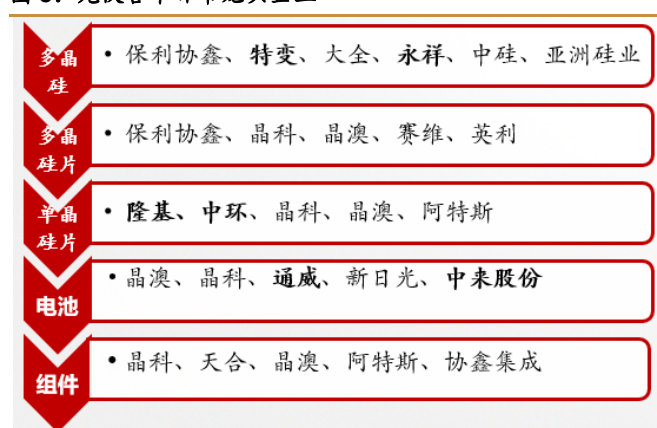 多晶硅
• 保利协鑫、特变、大全、永祥、中硅、亚洲硅业
多晶硅片
• 保利协鑫、晶科、晶澳、赛维、英利
单晶硅片
• 隆基、中环、晶科、晶澳、阿特斯
电池
• 晶澳、晶科、通威、新日光、中来股份
组件
• 晶科、天合、晶澳、阿特斯、协鑫集成